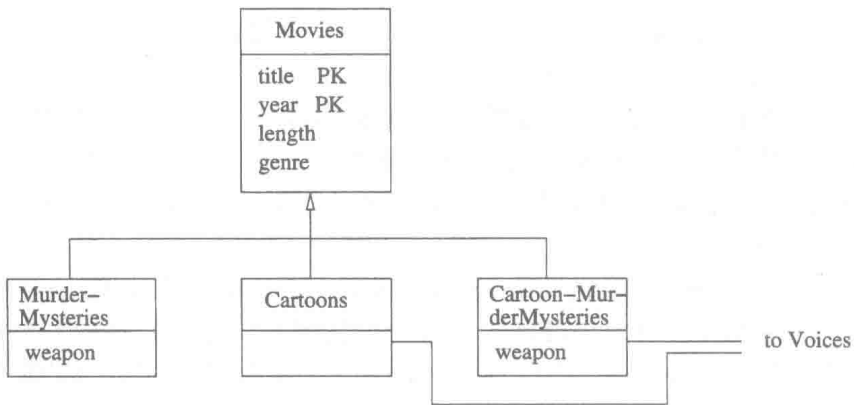 Movies
title PK
year PK
length
genre
Murder–
Mysteries
weapon
Cartoons
Cartoon–Mur-
derMysteries
weapon
to Voices